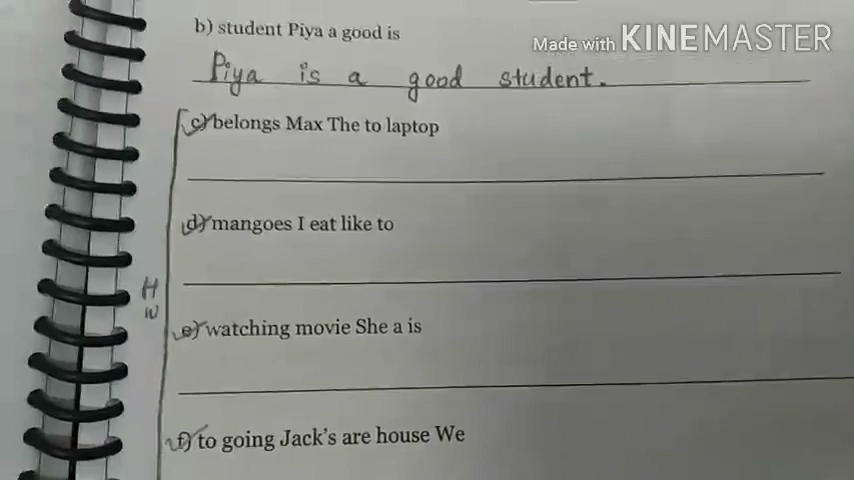 b) student Piya a good is
Made with KINEMASTER
Piya is a good student.
c) belongs Max The to laptop
d) mangoes I eat like to
H
W
e) watching movie She a is
f) to going Jack's are house We